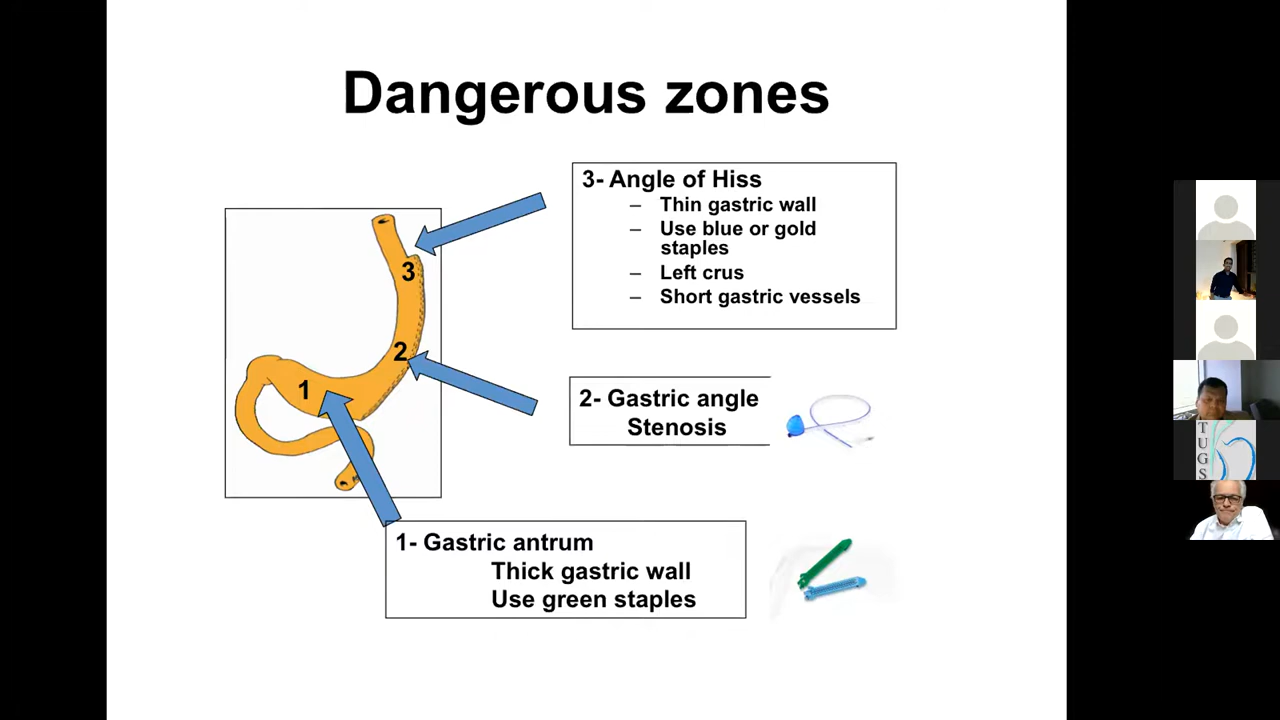 Dangerous zones
3- Angle of Hiss
– Thin gastric wall
– Use blue or gold
staples
– Left crus
– Short gastric vessels
3
2
1
2- Gastric angle
Stenosis
1- Gastric antrum
Thick gastric wall
Use green staples
TUGS